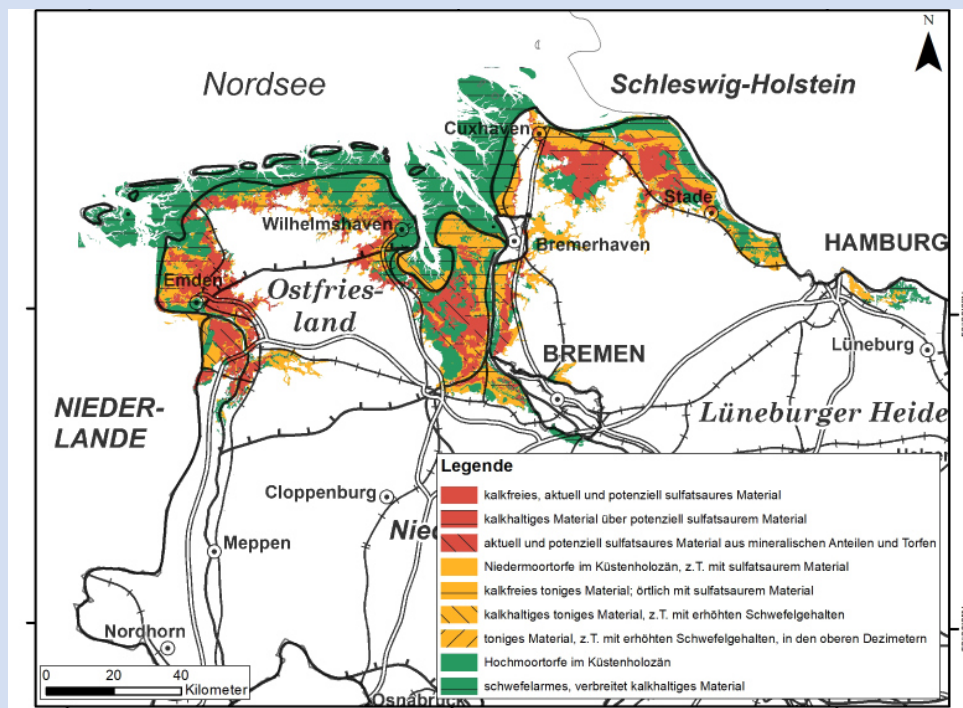 N
Nordsee
Schleswig-Holstein
Cuxhaven
Stade
Wilhelmshaven
Bremerhaven
HAMBURG
Emden
Ostfries-
land
BREMEN
Lüneburg
NIEDER-
LANDE
Lüneburger Heide
Legende
kalkfreies, aktuell und potenziell sulfatsaures Material
kalkhaltiges Material über potenziell sulfatsaurem Material
aktuell und potenziell sulfatsaures Material aus mineralischen Anteilen und Torfen
Niedermoortorfe im Küstenholozän, z.T. mit sulfatsaurem Material
kalkfreies toniges Material; örtlich mit sulfatsaurem Material
kalkhaltiges toniges Material, z.T. mit erhöhten Schwefelgehalten
toniges Material, z.T. mit erhöhten Schwefelgehalten, in den oberen Dezimetern
Hochmoortorfe im Küstenholozän
schwefelarmes, verbreitet kalkhaltiges Material
Cloppenburg
Nie
Meppen
Nordhorn
0 20 40
Kilometer
Osnabrück